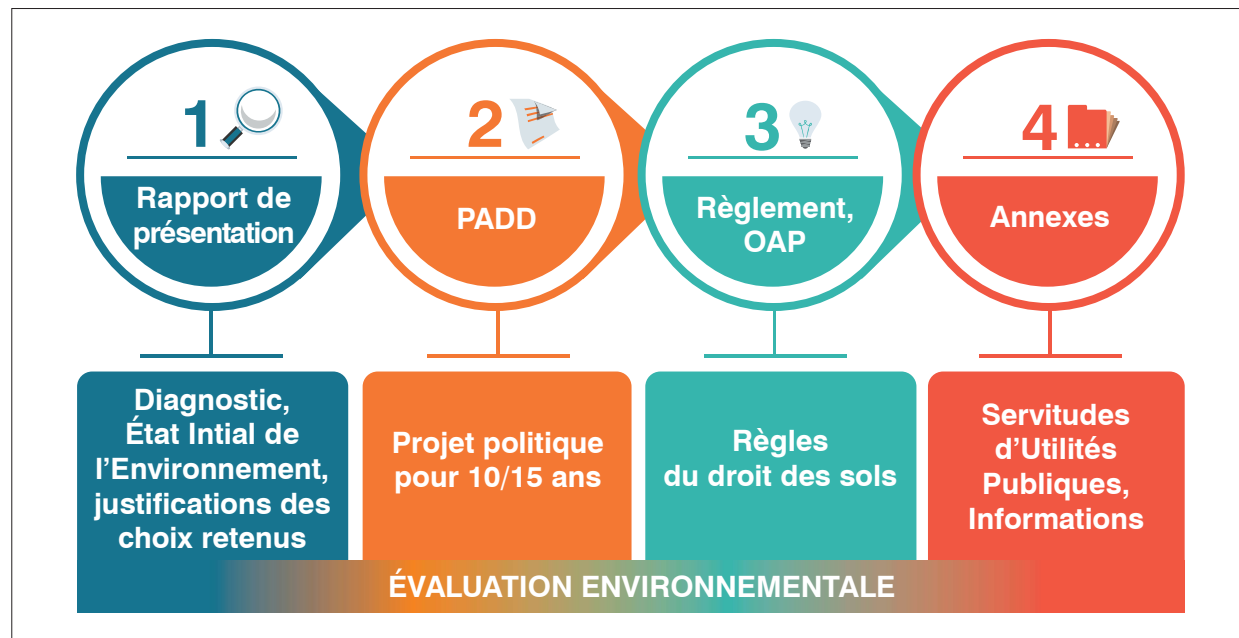 1
Rapport de
présentation
Diagnostic,
État Intial de
l’Environnement,
justifications des
choix retenus
2
PADD
Projet politique
pour 10/15 ans
3
Règlement,
OAP
Règles
du droit des sols
4
Annexes
Servitudes
d’Utilités
Publiques,
Informations
ÉVALUATION ENVIRONNEMENTALE